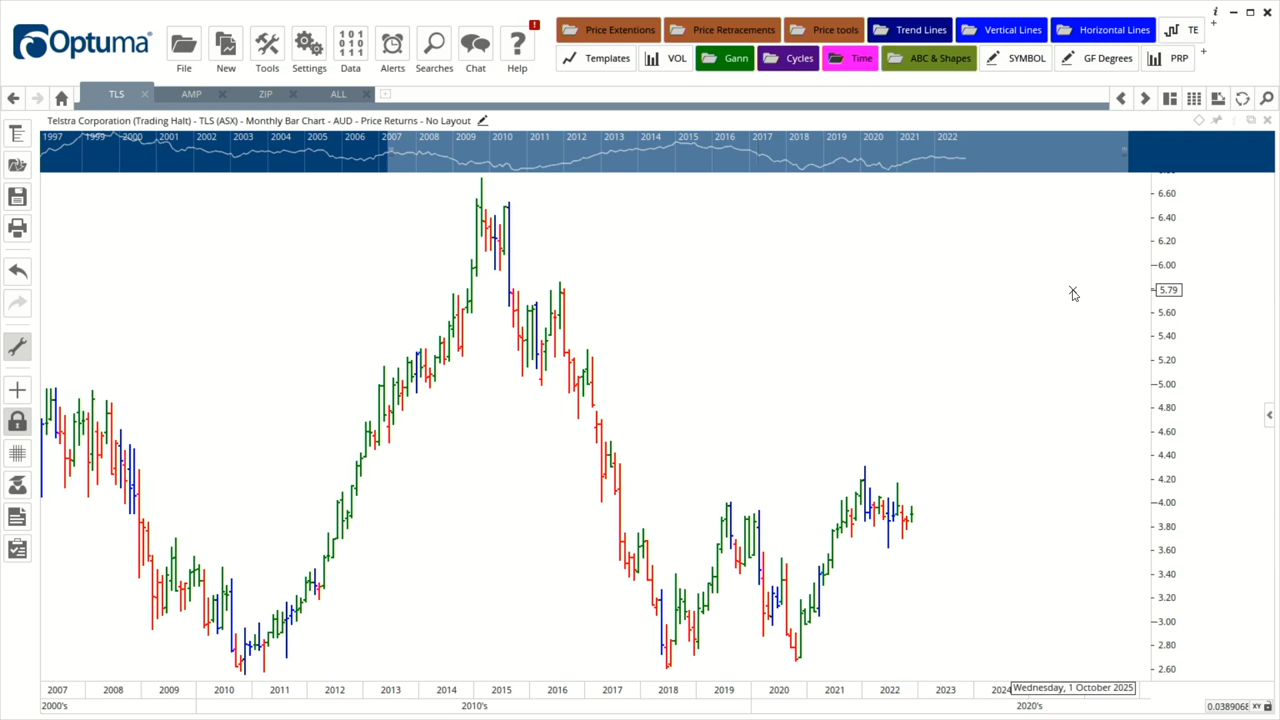 Optuma
File New Tools Settings Data Alerts Searches Chat Help
Price Extentions Price Retracements Price tools Trend Lines Vertical Lines Horizontal Lines TE
Templates VOL Gann Cycles Time ABC & Shapes SYMBOL GF Degrees PRP
TLS AMP ZIP ALL
Telstra Corporation (Trading Halt) - TLS (ASX) - Monthly Bar Chart - AUD - Price Returns - No Layout
1997 1999 2000 2001 2002 2003 2004 2005 2006 2007 2008 2009 2010 2011 2012 2013 2014 2015 2016 2017 2018 2019 2020 2021 2022
6.60
6.40
6.20
6.00
5.79
5.60
5.40
5.20
5.00
4.80
4.60
4.40
4.20
4.00
3.80
3.60
3.40
3.20
3.00
2.80
2.60
2007 2008 2009 2010 2011 2012 2013 2014 2015 2016 2017 2018 2019 2020 2021 2022 2023 Wednesday, 1 October 2025
2000's 2010's 2020's
0.0389068 XY